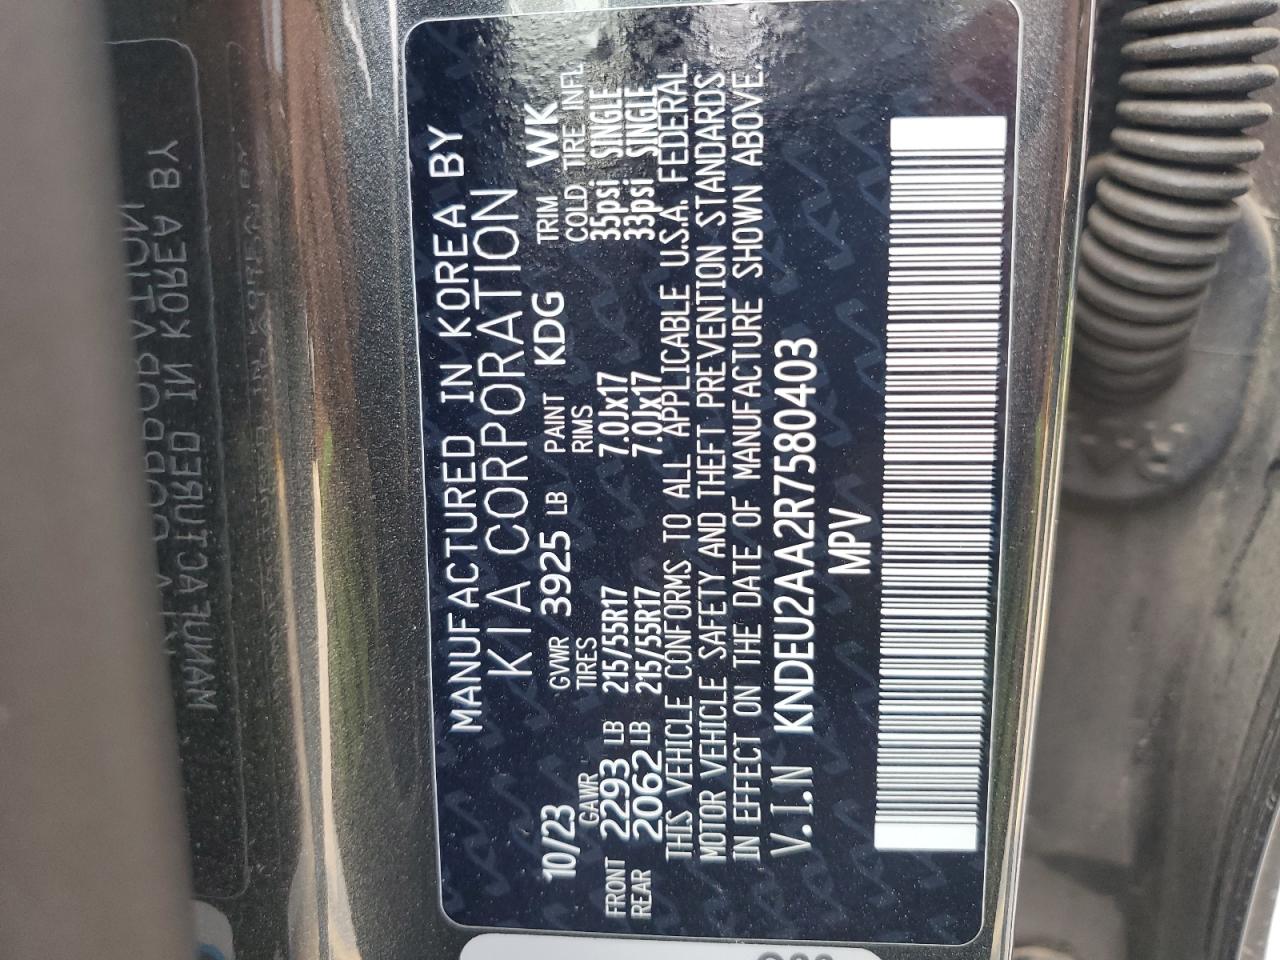 MANUFACTURED IN KOREA BY
KIA CORPORATION
10/23 GVWR 3925 LB PAINT KDG TRIM WK
GAWR TIRES RIMS COLD TIRE INFL
FRONT 2293 LB 215/55R17 7.0Jx17 35psi SINGLE
REAR 2062 LB 215/55R17 7.0Jx17 33psi SINGLE
THIS VEHICLE CONFORMS TO ALL APPLICABLE U.S.A. FEDERAL
MOTOR VEHICLE SAFETY AND THEFT PREVENTION STANDARDS
IN EFFECT ON THE DATE OF MANUFACTURE SHOWN ABOVE.
V.I.N KNDEU2AA2R7580403
MPV